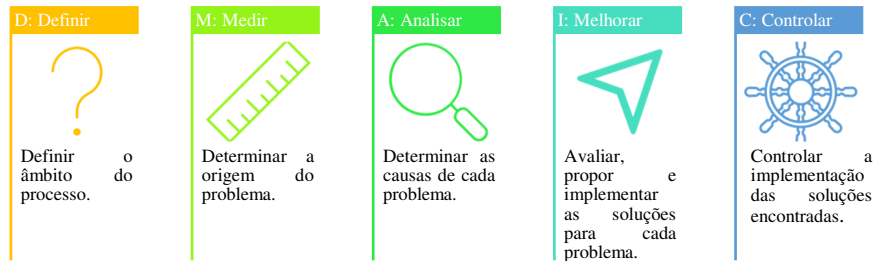 D: Definir
Definir o
âmbito do
processo.
M: Medir
Determinar a
origem do
problema.
A: Analisar
Determinar as
causas de cada
problema.
I: Melhorar
Avaliar,
propor e
implementar
as soluções
para cada
problema.
C: Controlar
Controlar a
implementação
das soluções
encontradas.